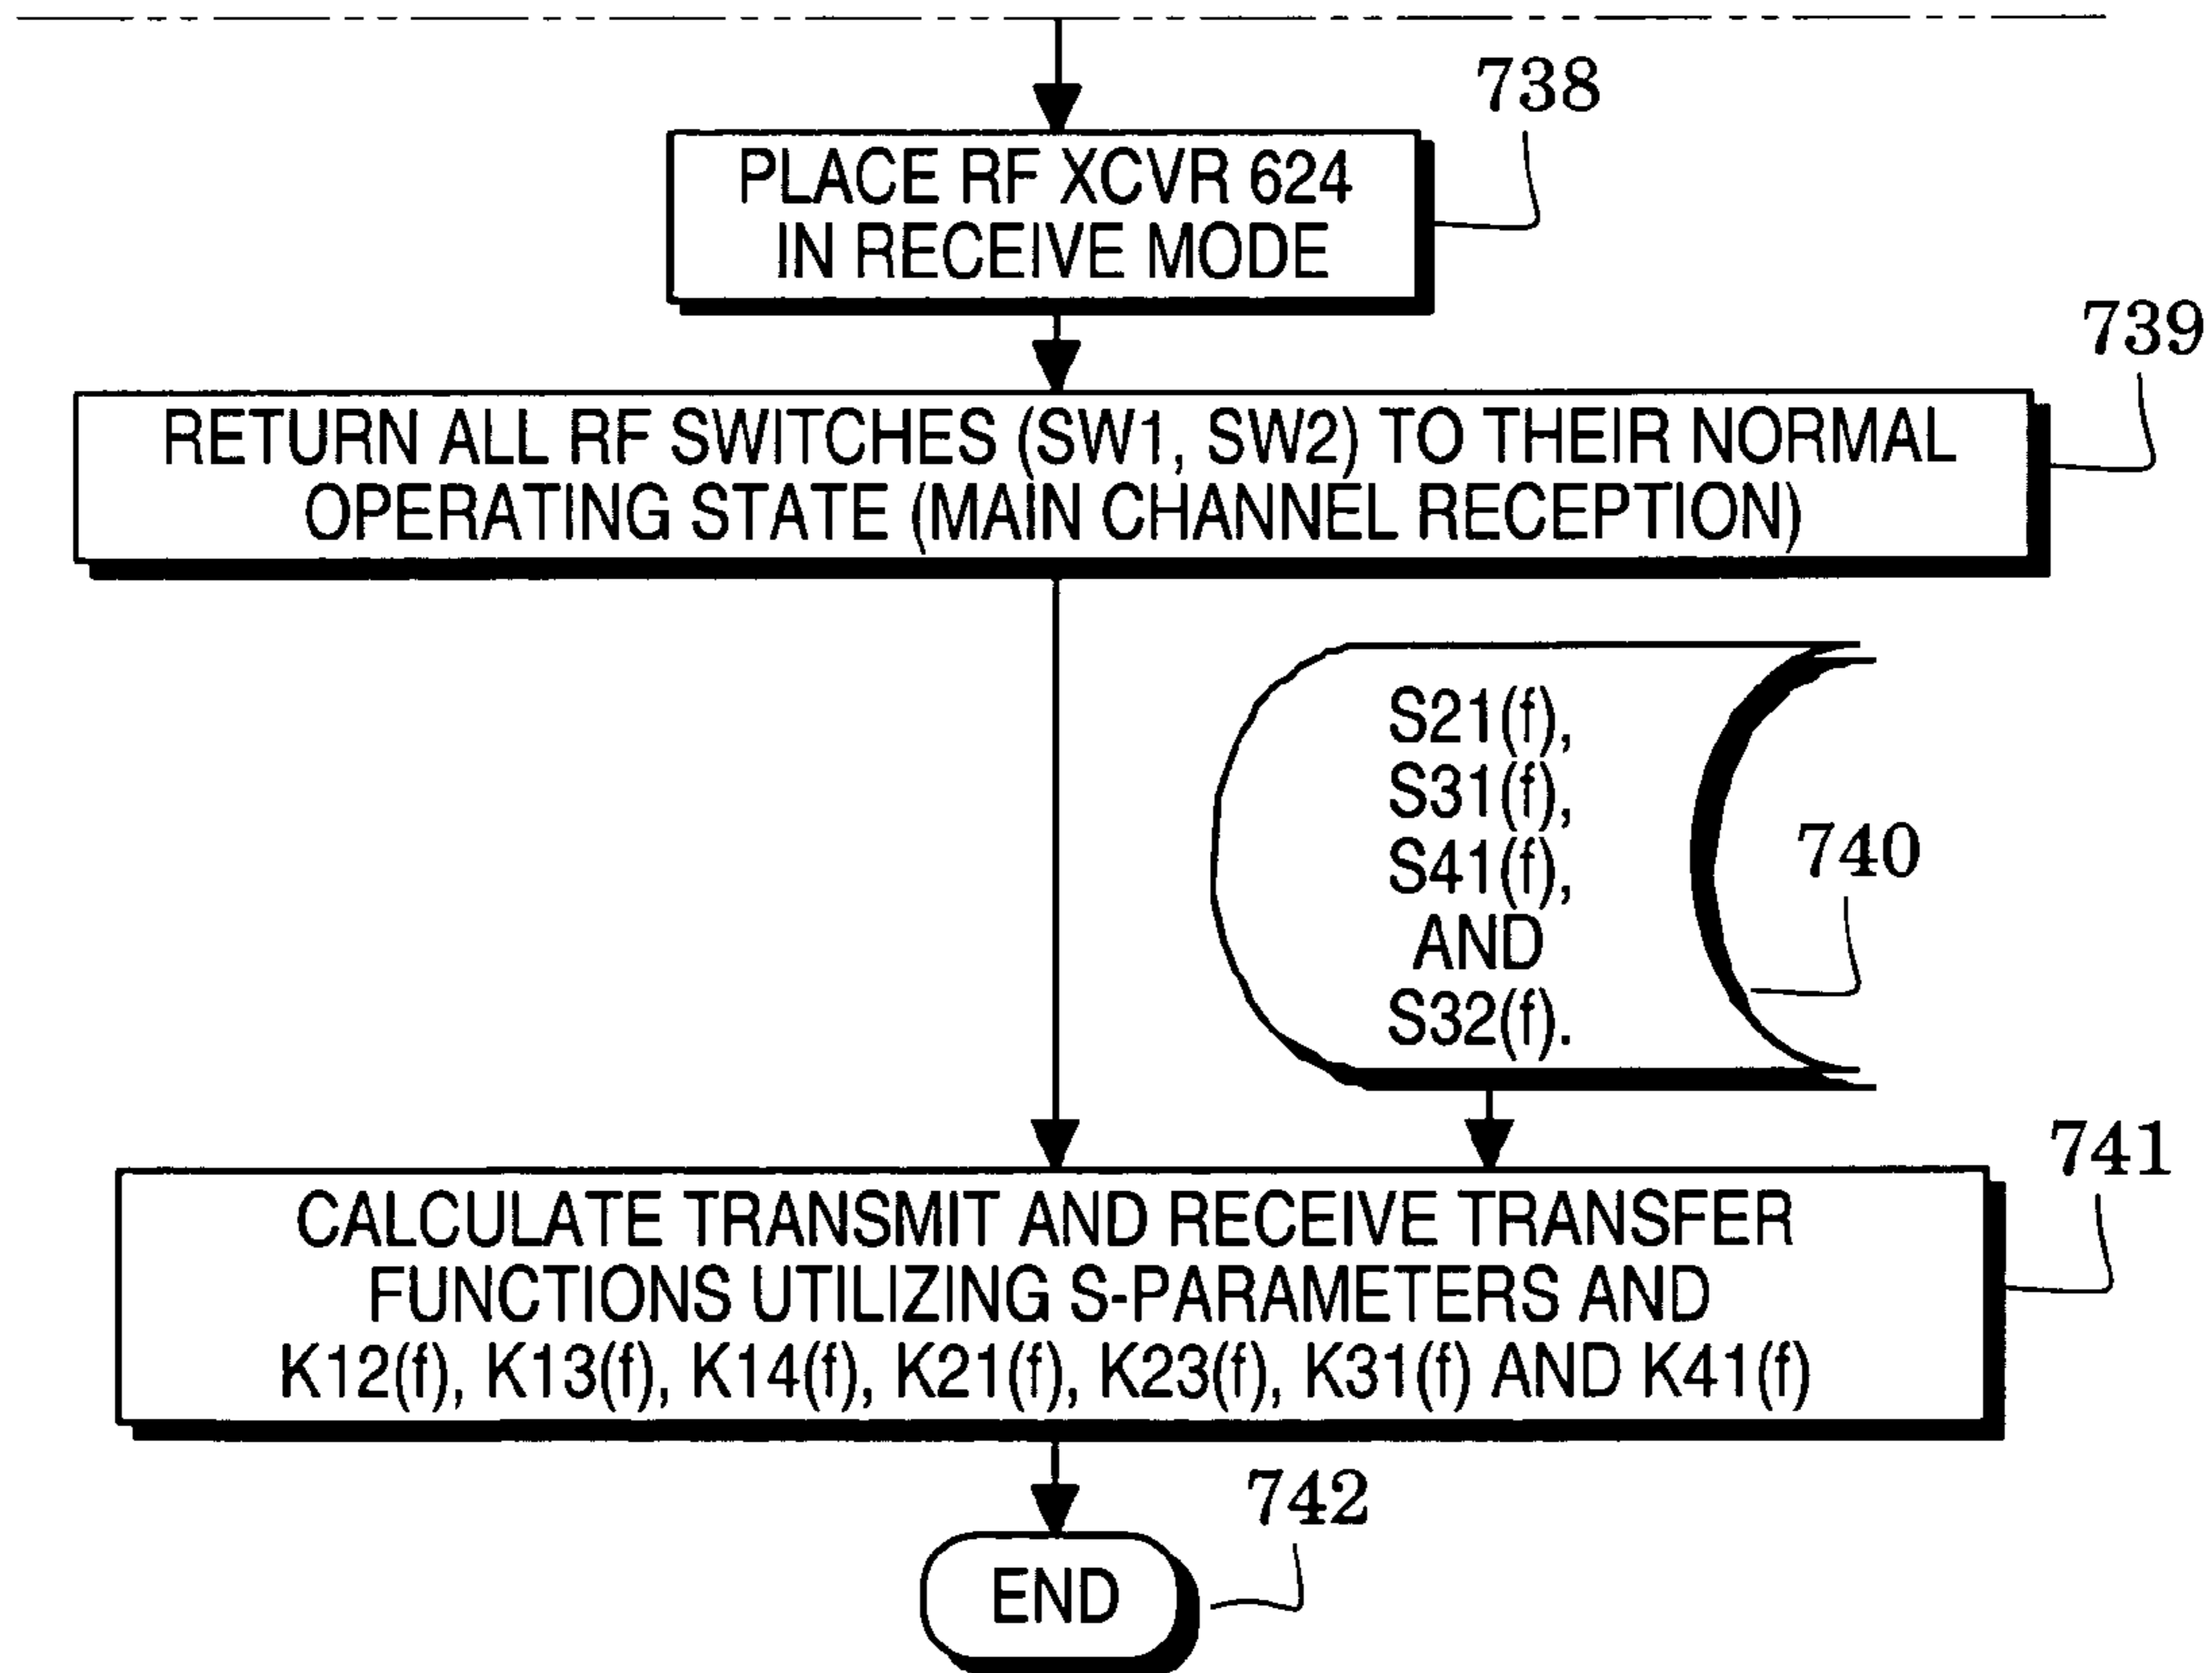 738
PLACE RF XCVR 624
IN RECEIVE MODE
739
RETURN ALL RF SWITCHES (SW1, SW2) TO THEIR NORMAL
OPERATING STATE (MAIN CHANNEL RECEPTION)
S21(f),
S31(f),
S41(f),
AND
S32(f).
740
741
CALCULATE TRANSMIT AND RECEIVE TRANSFER
FUNCTIONS UTILIZING S-PARAMETERS AND
K12(f), K13(f), K14(f), K21(f), K23(f), K31(f) AND K41(f)
742
END